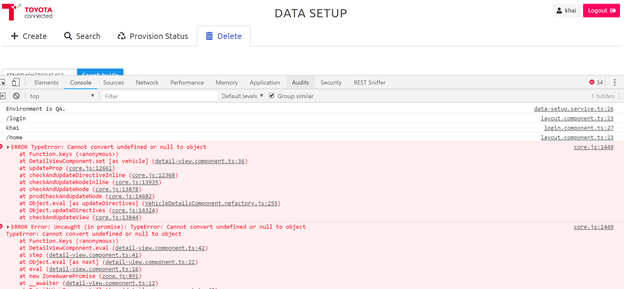 TOYOTA
connected
DATA SETUP
khai
Logout
Create
Search
Provision Status
Delete
Search by Vin
Elements
Console
Sources
Network
Performance
Memory
Application
Audits
Security
REST Sniffer
34
top
Filter
Default levels
Group similar
1 hidden
Environment is QA.
data-setup.service.ts:26
/login
layout.component.ts:23
khai
login.component.ts:27
/home
layout.component.ts:23
ERROR TypeError: Cannot convert undefined or null to object
core.js:1449
at Function.keys (<anonymous>)
at DetailViewComponent.set [as vehicle] (detail-view.component.ts:36)
at updateProp (core.js:12661)
at checkAndUpdateDirectiveInline (core.js:12368)
at checkAndUpdateNodeInline (core.js:13935)
at checkAndUpdateNode (core.js:13878)
at prodCheckAndUpdateNode (core.js:14602)
at Object.eval [as updateDirectives] (VehicleDetailsComponent.ngfactory.js:255)
at Object.updateDirectives (core.js:14324)
at checkAndUpdateView (core.js:13844)
ERROR Error: Uncaught (in promise): TypeError: Cannot convert undefined or null to object
core.js:1449
TypeError: Cannot convert undefined or null to object
at Function.keys (<anonymous>)
at DetailViewComponent.eval (detail-view.component.ts:42)
at step (detail-view.component.ts:41)
at Object.eval [as next] (detail-view.component.ts:22)
at eval (detail-view.component.ts:16)
at new ZoneAwarePromise (zone.js:891)
at __awaiter (detail-view.component.ts:12)